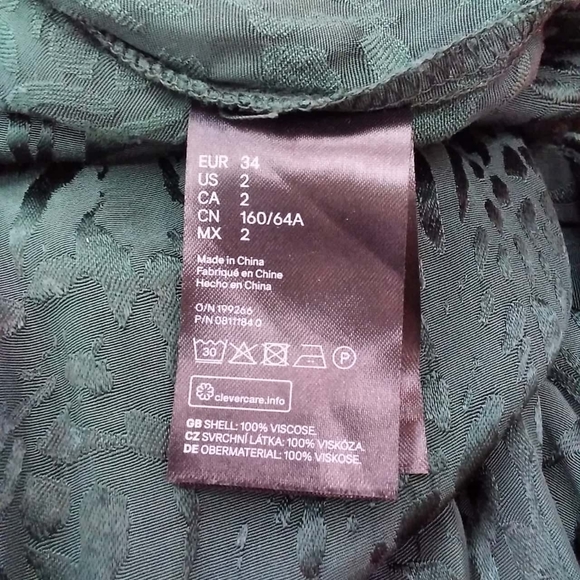 EUR 34
US 2
CA 2
CN 160/64A
MX 2
Made in China
Fabriqué en Chine
Hecho en China
O/N 199266
P/N 0811184 0
30 P
clevercare.info
GB SHELL: 100% VISCOSE.
CZ SVRCHNÍ LÁTKA: 100% VISKÓZA.
DE OBERMATERIAL: 100% VISKOSE.